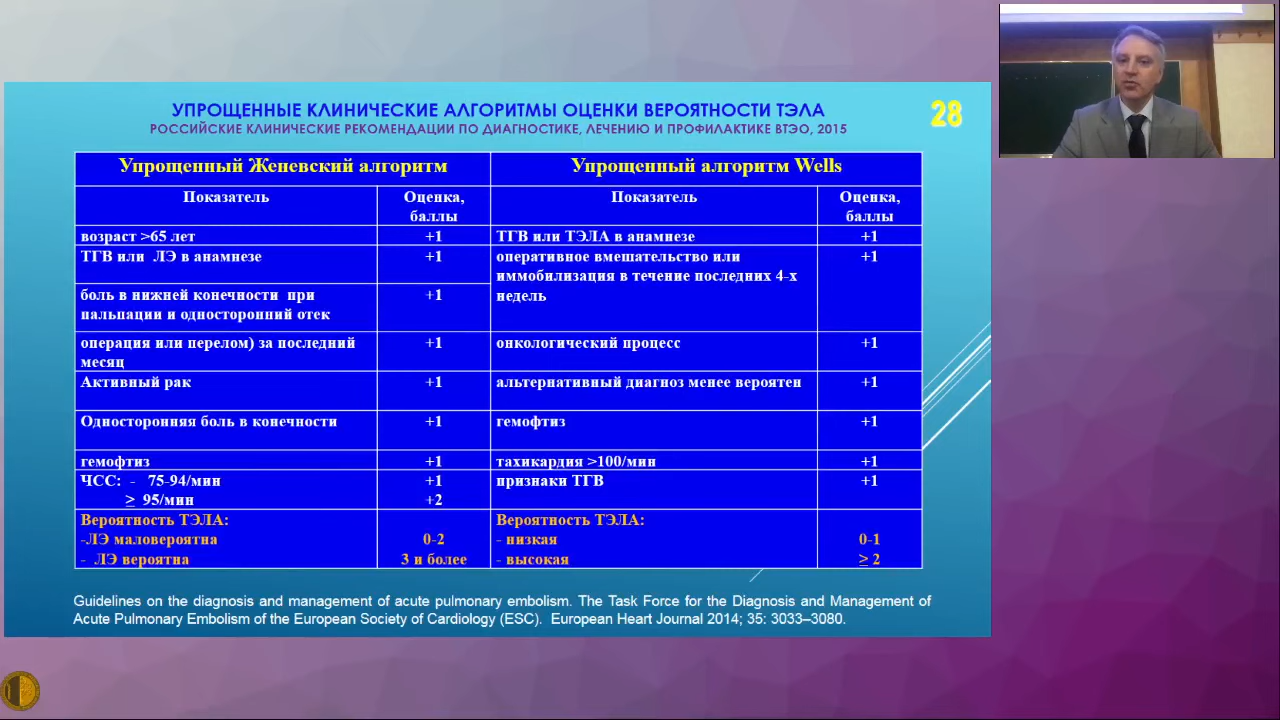 УПРОЩЕННЫЕ КЛИНИЧЕСКИЕ АЛГОРИТМЫ ОЦЕНКИ ВЕРОЯТНОСТИ ТЭЛА
28
РОССИЙСКИЕ КЛИНИЧЕСКИЕ РЕКОМЕНДАЦИИ ПО ДИАГНОСТИКЕ, ЛЕЧЕНИЮ И ПРОФИЛАКТИКЕ ВТЭО, 2015
Упрощенный Женевский алгоритм
Упрощенный алгоритм Wells
Показатель
Оценка,
баллы
Показатель
Оценка,
баллы
возраст >65 лет
+1
ТГВ или ТЭЛА в анамнезе
+1
ТГВ или ЛЭ в анамнезе
+1
оперативное вмешательство или
иммобилизация в течение последних 4-х
недель
+1
боль в нижней конечности при
пальпации и односторонний отек
+1
операция или перелом) за последний
месяц
+1
онкологический процесс
+1
Активный рак
+1
альтернативный диагноз менее вероятен
+1
Односторонняя боль в конечности
+1
гемофтиз
+1
гемофтиз
+1
тахикардия >100/мин
+1
ЧСС: - 75-94/мин
≥ 95/мин
+1
+2
признаки ТГВ
+1
Вероятность ТЭЛА:
-ЛЭ маловероятна
- ЛЭ вероятна
0-2
3 и более
Вероятность ТЭЛА:
- низкая
- высокая
0-1
≥ 2
Guidelines on the diagnosis and management of acute pulmonary embolism. The Task Force for the Diagnosis and Management of
Acute Pulmonary Embolism of the European Society of Cardiology (ESC). European Heart Journal 2014; 35: 3033–3080.